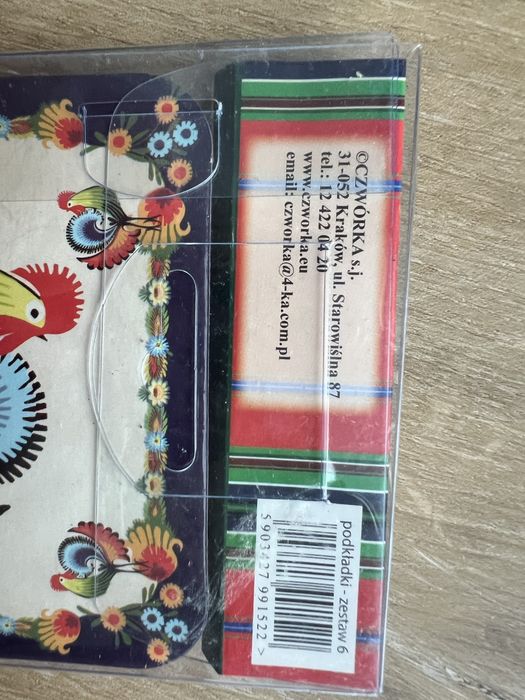 ©CZWÓRKA s.j.
31-052 Kraków, ul. Starowiślna 87
tel.: 12 422 04 20
www.czworka.eu
email: czworka@4-ka.com.pl
podkładki - zestaw 6
5 903427 991522 >